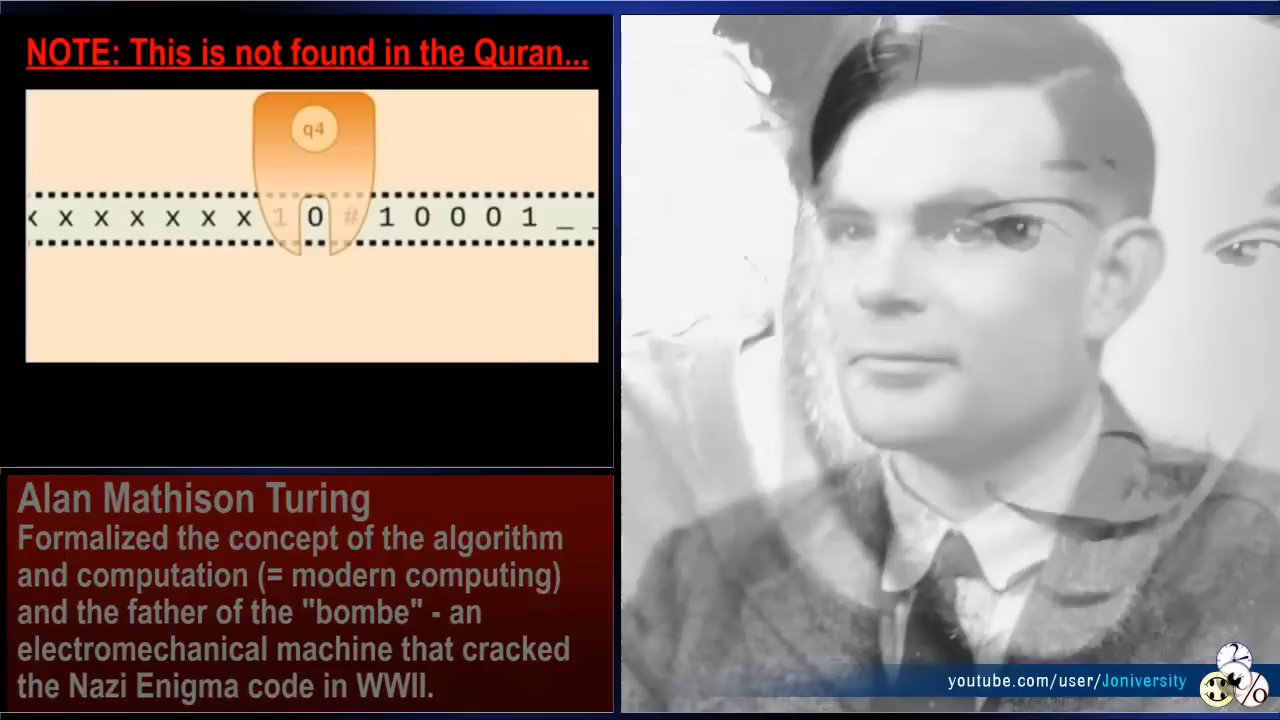 NOTE: This is not found in the Quran...
q4
x x x x x x x 1 0 # 1 0 0 0 1 _ _
Alan Mathison Turing
Formalized the concept of the algorithm
and computation (= modern computing)
and the father of the "bombe" - an
electromechanical machine that cracked
the Nazi Enigma code in WWII.
youtube.com/user/Joniversity